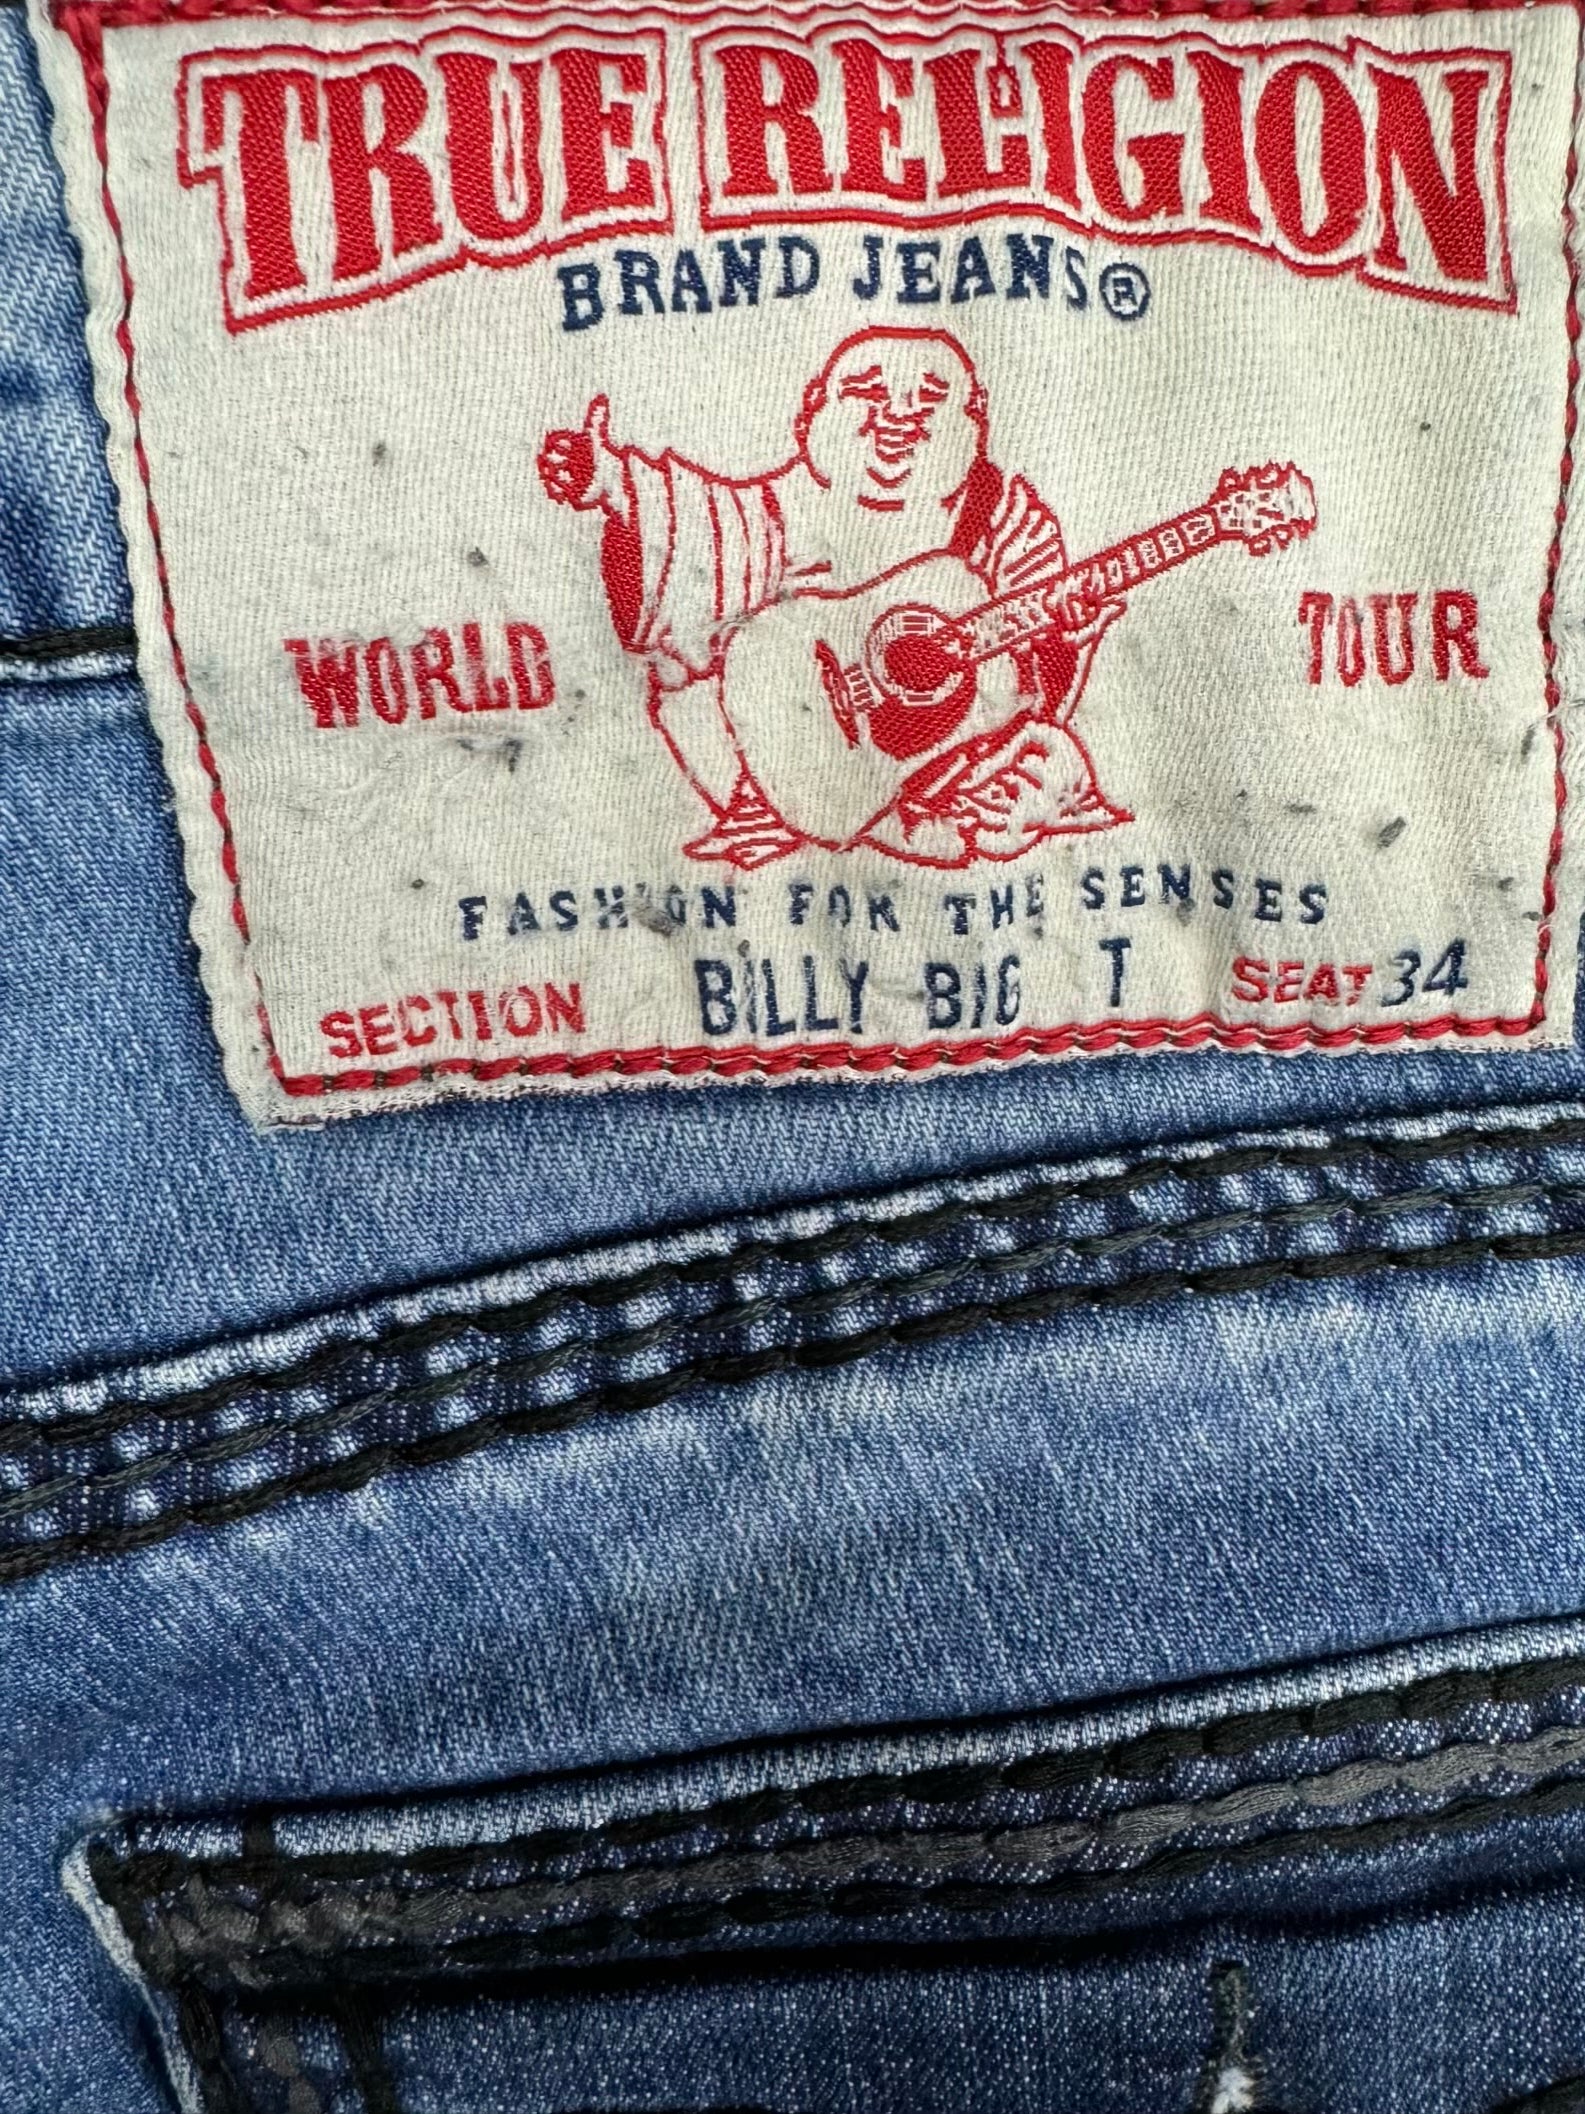 TRUE RELIGION
BRAND JEANS®
WORLD TOUR
FASHION FOR THE SENSES
SECTION BILLY BIG T SEAT 34